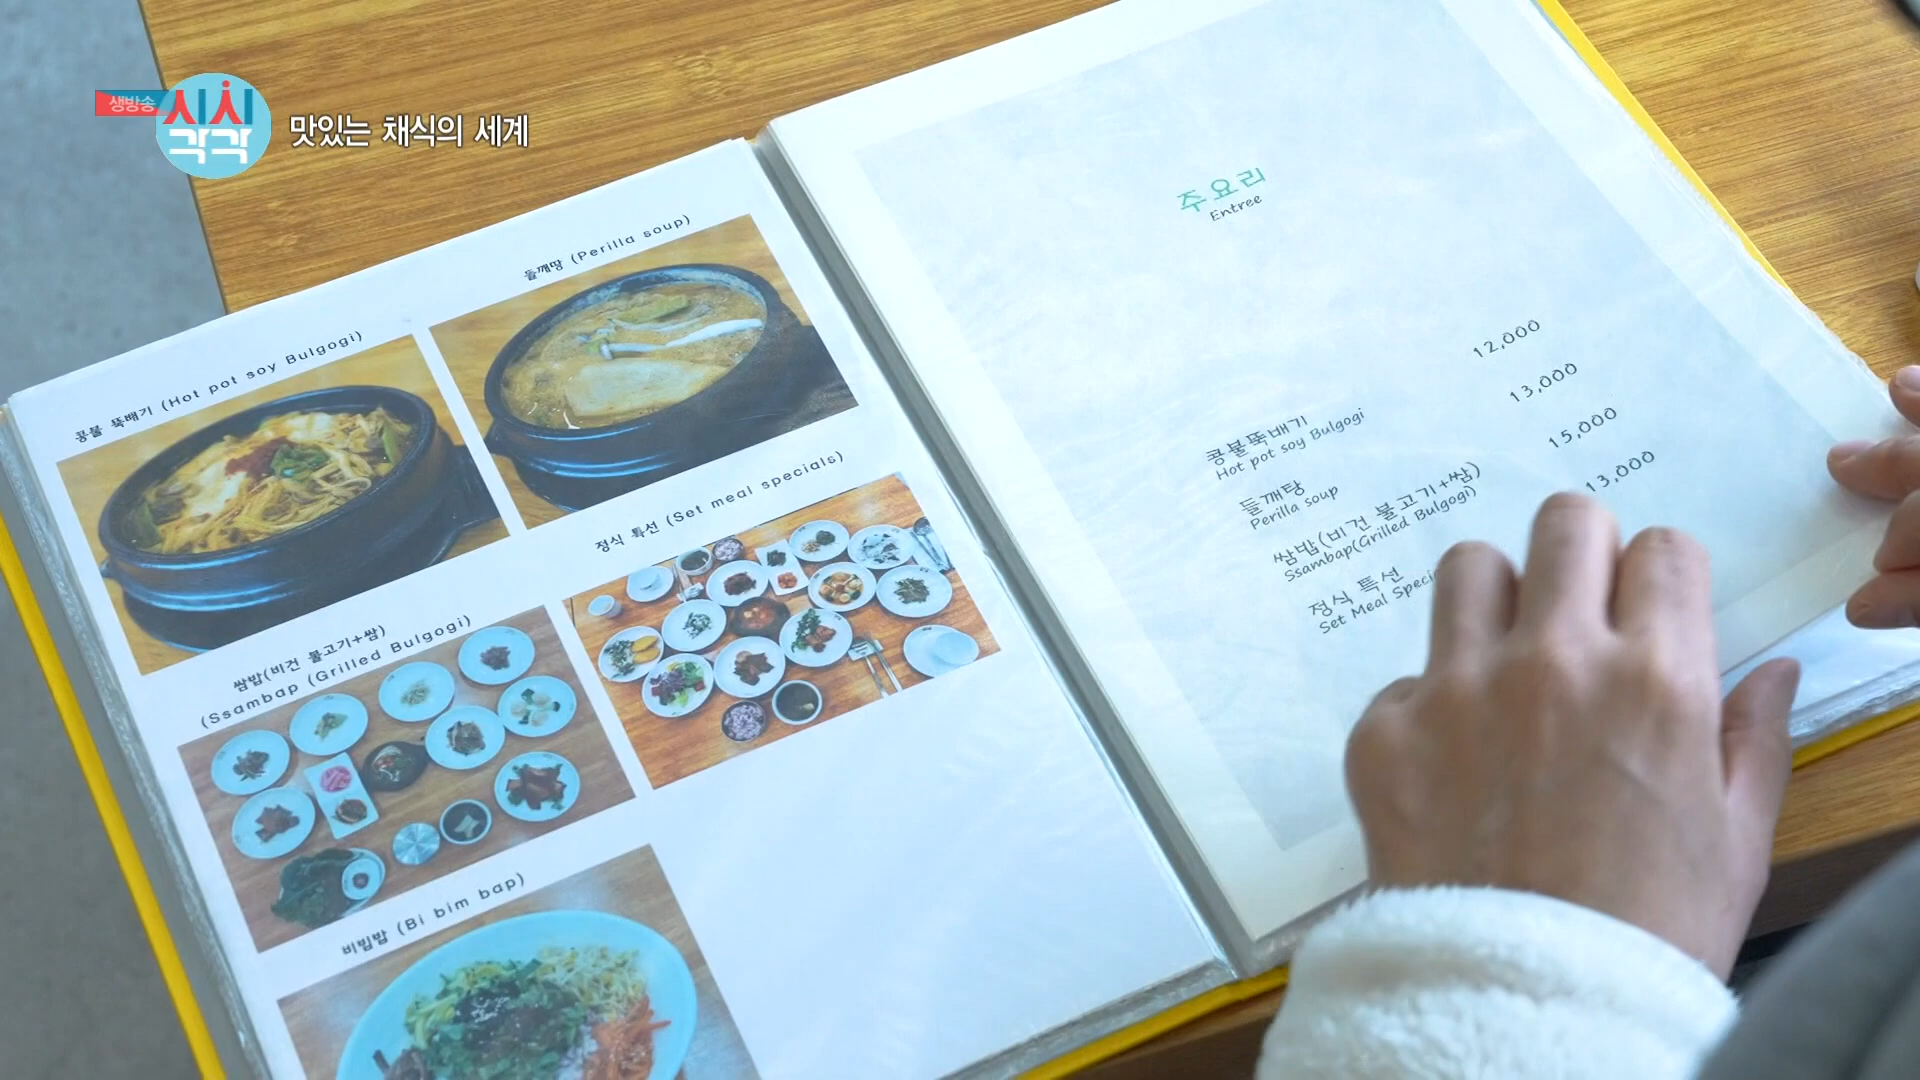 생방송
시시각각
맛있는 채식의 세계
들깨탕 (Perilla soup)
콩불 뚝배기 (Hot pot soy Bulgogi)
정식 특선 (Set meal specials)
쌈밥(비건 불고기+쌈)
(Ssambap (Grilled Bulgogi)
비빔밥 (Bi bim bap)
주요리
Entree
콩불뚝배기 12,000
Hot pot soy Bulgogi
들깨탕 13,000
Perilla soup
쌈밥(비건 불고기+쌈) 15,000
Ssambap(Grilled Bulgogi)
정식 특선 13,000
Set Meal